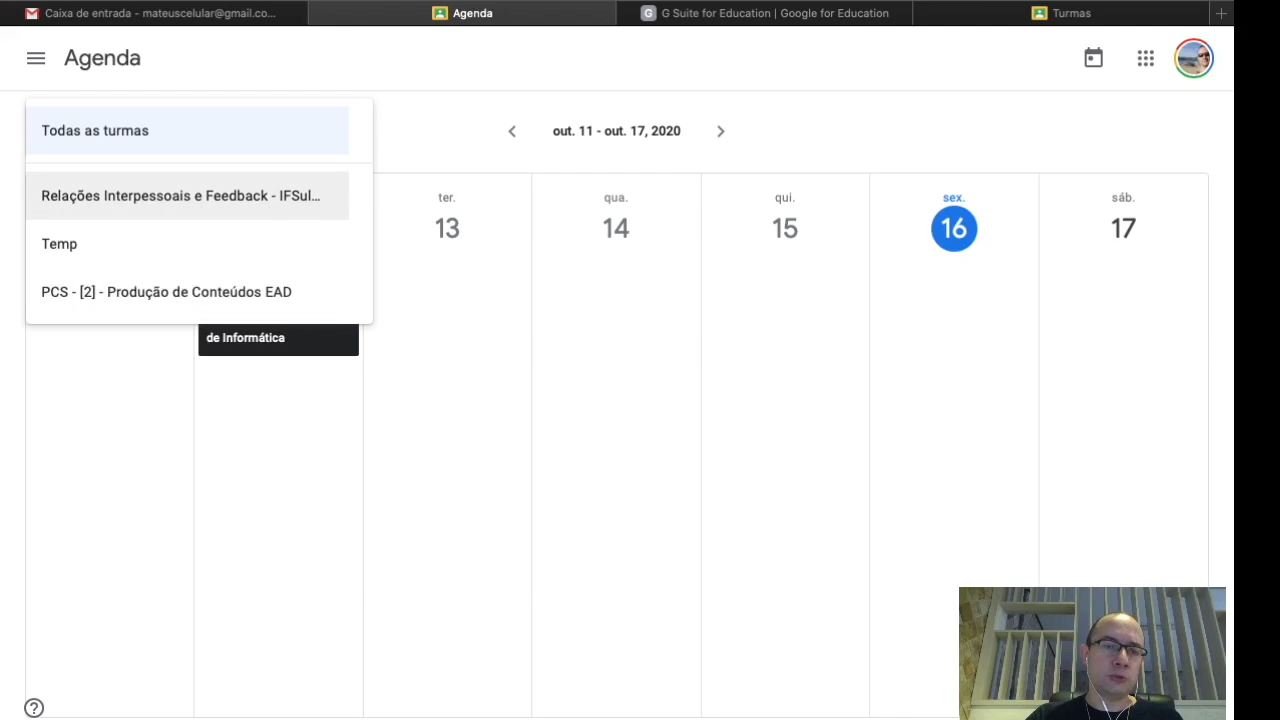 Caixa de entrada - mateuscelular@gmail.co...
Agenda
G Suite for Education | Google for Education
Turmas
Agenda
Todas as turmas
Relações Interpessoais e Feedback - IFSul...
Temp
PCS - [2] - Produção de Conteúdos EAD
out. 11 - out. 17, 2020
ter.
13
qua.
14
qui.
15
sex.
16
sáb.
17
de Informática